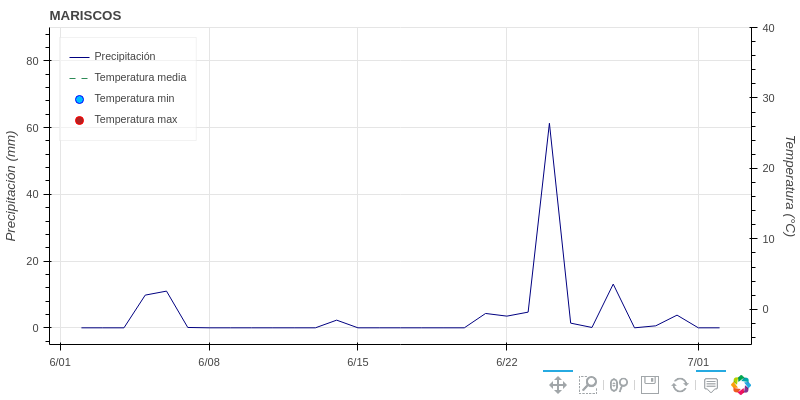 MARISCOS
Precipitación
Temperatura media
Temperatura min
Temperatura max
Precipitación (mm)
80
60
40
20
0
40
30
20
10
0
Temperatura (°C)
6/01
6/08
6/15
6/22
7/01